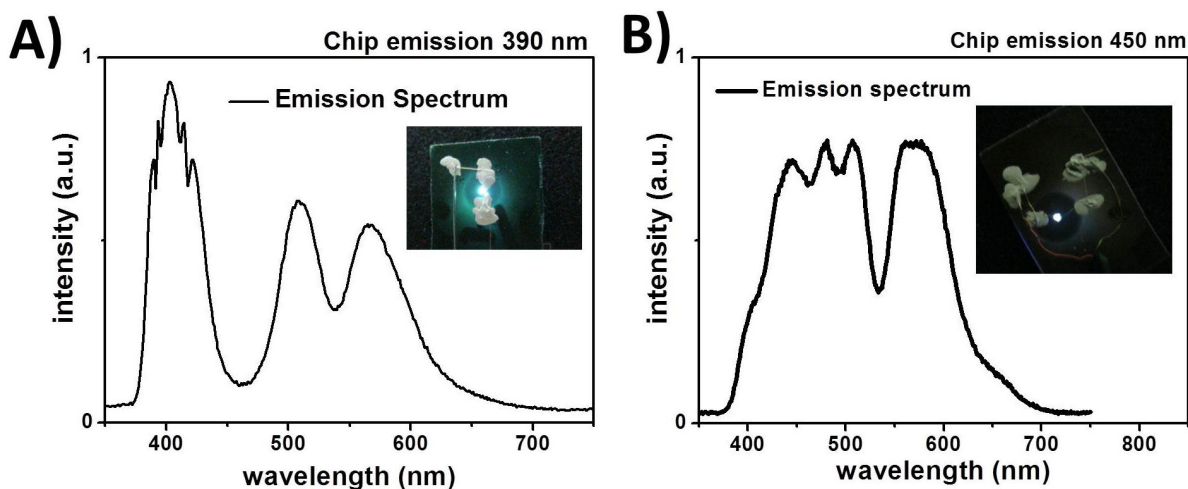 A)
Chip emission 390 nm
1
Emission Spectrum
intensity (a.u.)
0
400
500
600
700
wavelength (nm)
B)
Chip emission 450 nm
1
Emission spectrum
intensity (a.u.)
0
400
500
600
700
800
wavelength (nm)